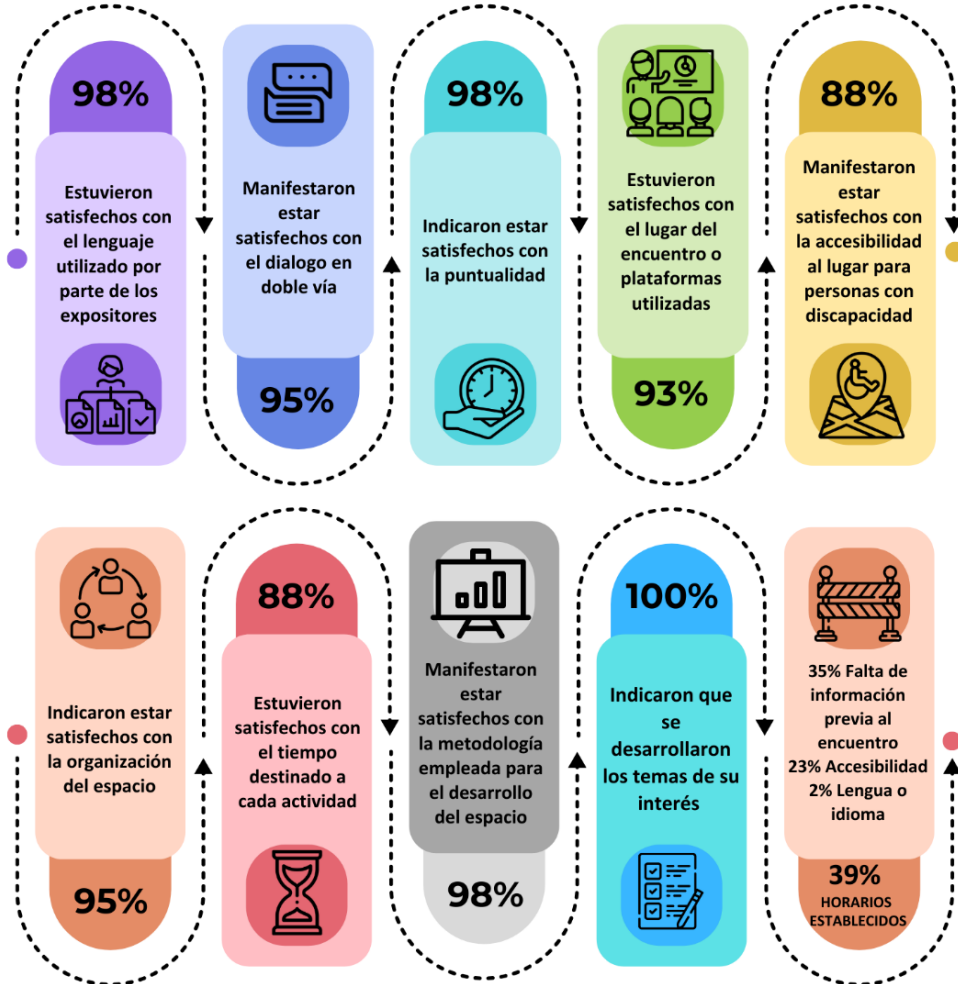 98%
Estuvieron
satisfechos con
el lenguaje
utilizado por
parte de los
expositores
Manifestaron
estar
satisfechos con
el dialogo en
doble vía
95%
98%
Indicaron estar
satisfechos con
la puntualidad
Estuvieron
satisfechos con
el lugar del
encuentro o
plataformas
utilizadas
93%
88%
Manifestaron
estar
satisfechos con
la accesibilidad
al lugar para
personas con
discapacidad
Indicaron estar
satisfechos con
la organización
del espacio
95%
88%
Estuvieron
satisfechos con
el tiempo
destinado a
cada actividad
Manifestaron
estar
satisfechos con
la metodología
empleada para
el desarrollo
del espacio
98%
100%
Indicaron que
se
desarrollaron
los temas de su
interés
35% Falta de
información
previa al
encuentro
23% Accesibilidad
2% Lengua o
idioma
39%
HORARIOS
ESTABLECIDOS